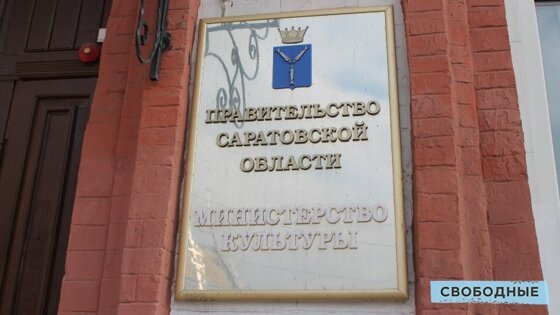 ПРАВИТЕЛЬСТВО
САРАТОВСКОЙ
ОБЛАСТИ
МИНИСТЕРСТВО
КУЛЬТУРЫ
СВОБОДНЫЕ